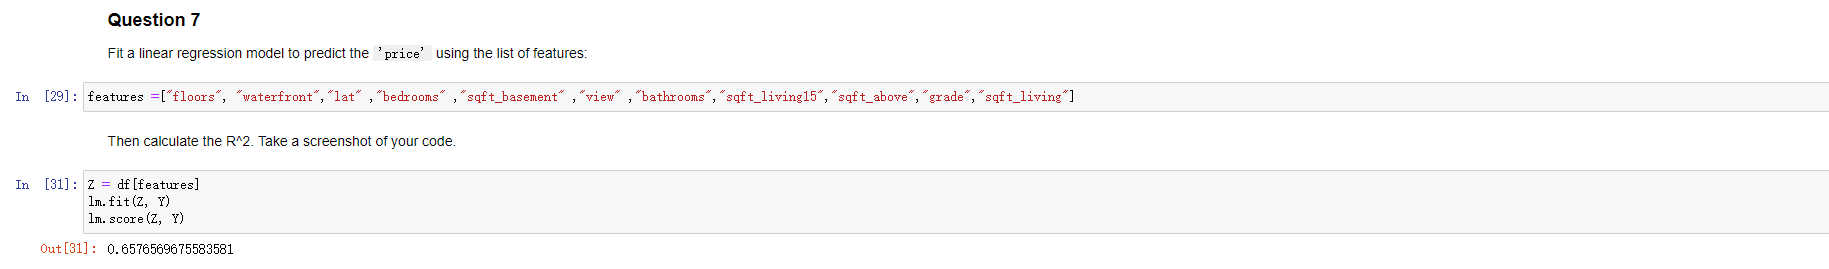 Question 7
Fit a linear regression model to predict the 'price' using the list of features:
In [29]: features =["floors", "waterfront","lat" ,"bedrooms" ,"sqft_basement" ,"view" ,"bathrooms","sqft_living15","sqft_above","grade","sqft_living"]
Then calculate the R^2. Take a screenshot of your code.
In [31]: Z = df[features]
lm.fit(Z, Y)
lm.score(Z, Y)
Out[31]: 0.6576569675583581